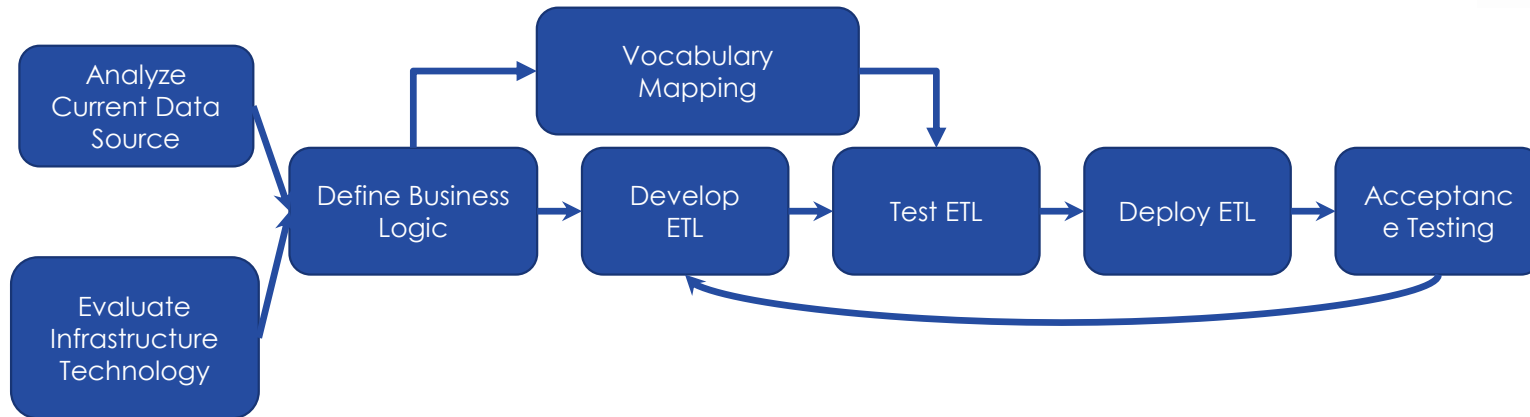 Analyze
Current Data
Source
Evaluate
Infrastructure
Technology
Define Business
Logic
Vocabulary
Mapping
Develop
ETL
Test ETL
Deploy ETL
Acceptanc
e Testing